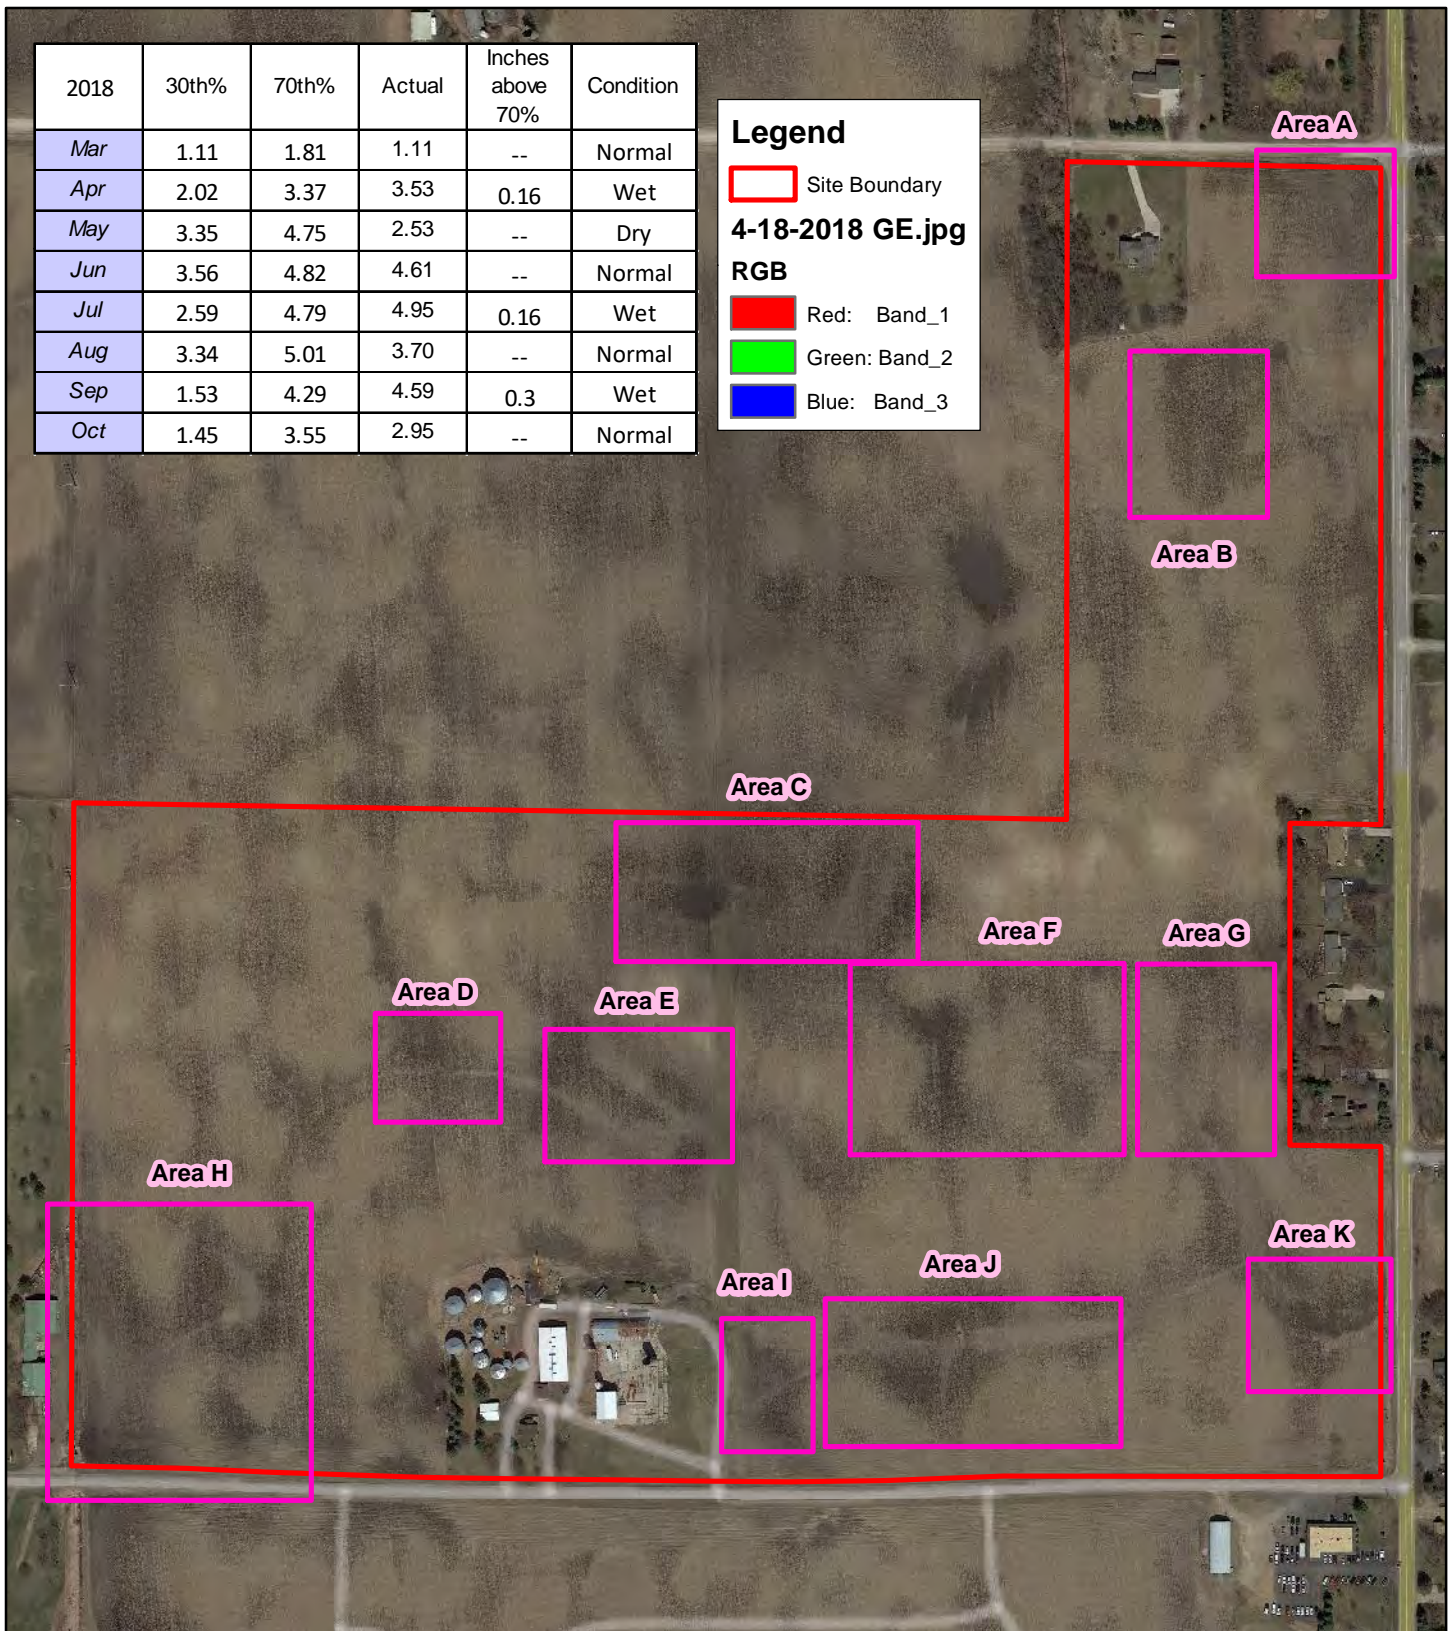 2018 30th% 70th% Actual Inches above 70% Condition
Mar 1.11 1.81 1.11 -- Normal
Apr 2.02 3.37 3.53 0.16 Wet
May 3.35 4.75 2.53 -- Dry
Jun 3.56 4.82 4.61 -- Normal
Jul 2.59 4.79 4.95 0.16 Wet
Aug 3.34 5.01 3.70 -- Normal
Sep 1.53 4.29 4.59 0.3 Wet
Oct 1.45 3.55 2.95 -- Normal
Legend
Site Boundary
4-18-2018 GE.jpg
RGB
Red: Band_1
Green: Band_2
Blue: Band_3
Area A
Area B
Area C
Area F
Area G
Area D
Area E
Area H
Area K
Area J
Area I